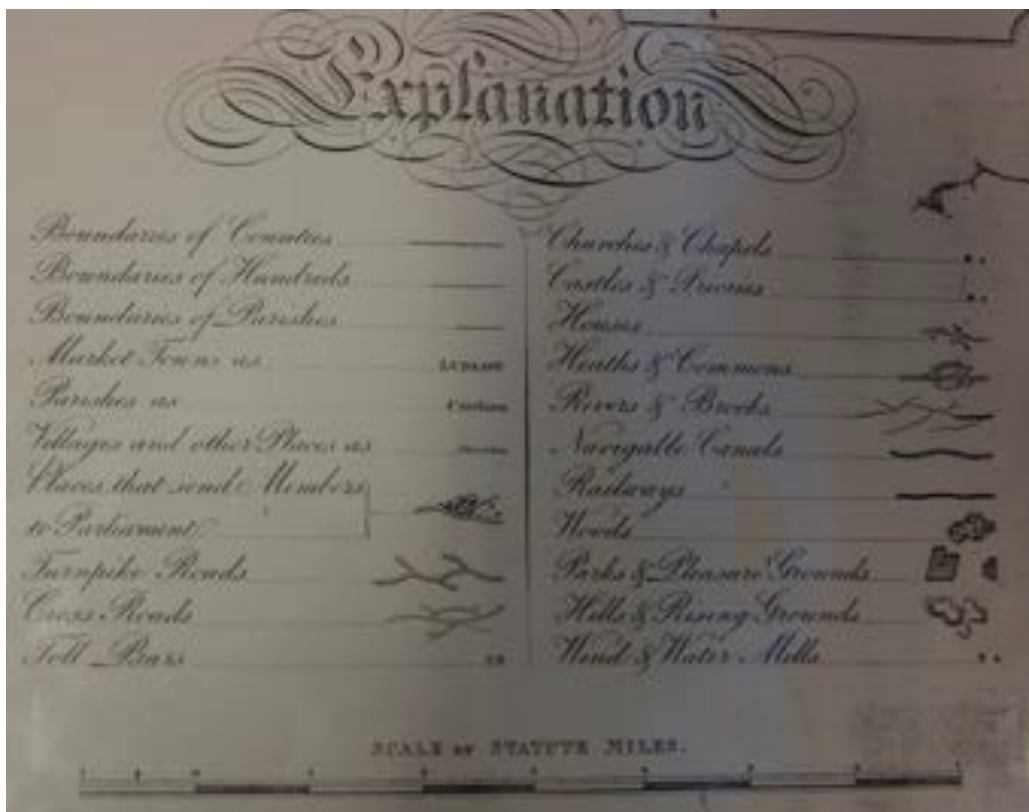 Explanation
Boundaries of Counties
Boundaries of Hundreds
Boundaries of Parishes
Market Towns as LUDLOW
Parishes as
Villages and other Places as
Places that send Members
to Parliament
Turnpike Roads
Cross Roads
Toll Bars TB
Churches & Chapels
Castles & Priories
Houses
Heaths & Commons
Rivers & Brooks
Navigable Canals
Railways
Woods
Parks & Pleasure Grounds
Hills & Rising Grounds
Wind & Water Mills
SCALE OF STATUTE MILES.